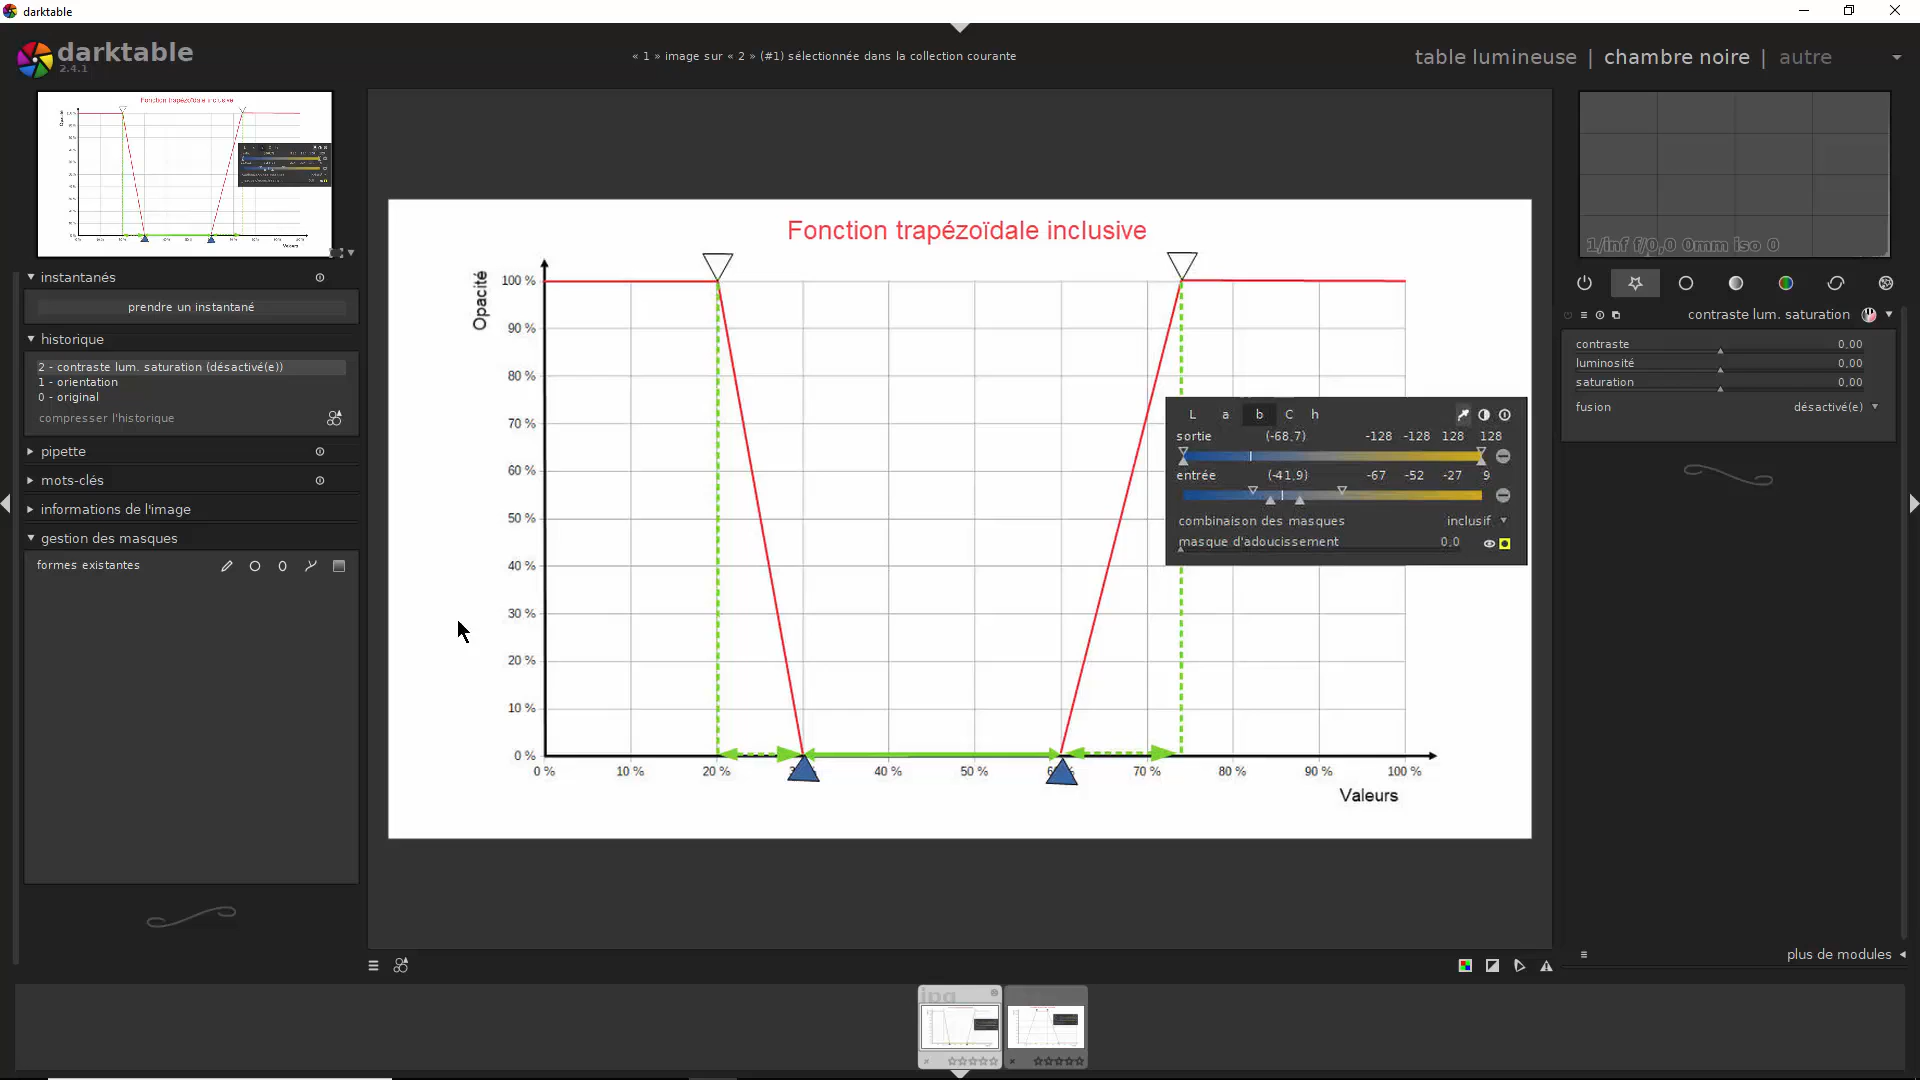 darktable
darktable
2.4.1
« 1 » image sur « 2 » (#1) sélectionnée dans la collection courante
table lumineuse | chambre noire | autre
instantanés
prendre un instantané
historique
2 - contraste lum. saturation (désactivé(e))
1 - orientation
0 - original
compresser l'historique
pipette
mots-clés
informations de l'image
gestion des masques
formes existantes
Fonction trapézoïdale inclusive
Opacité
100 %
90 %
80 %
70 %
60 %
50 %
40 %
30 %
20 %
10 %
0 %
0 % 10 % 20 % 40 % 50 % 70 % 80 % 90 % 100 %
Valeurs
L a b C h
sortie (-68,7) -128 -128 128 128
entrée (-41,9) -67 -52 -27 9
combinaison des masques inclusif
masque d'adoucissement 0,0
1/inf f/0,0 0mm iso 0
contraste lum. saturation
contraste 0,00
luminosité 0,00
saturation 0,00
fusion désactivé(e)
plus de modules
jpg